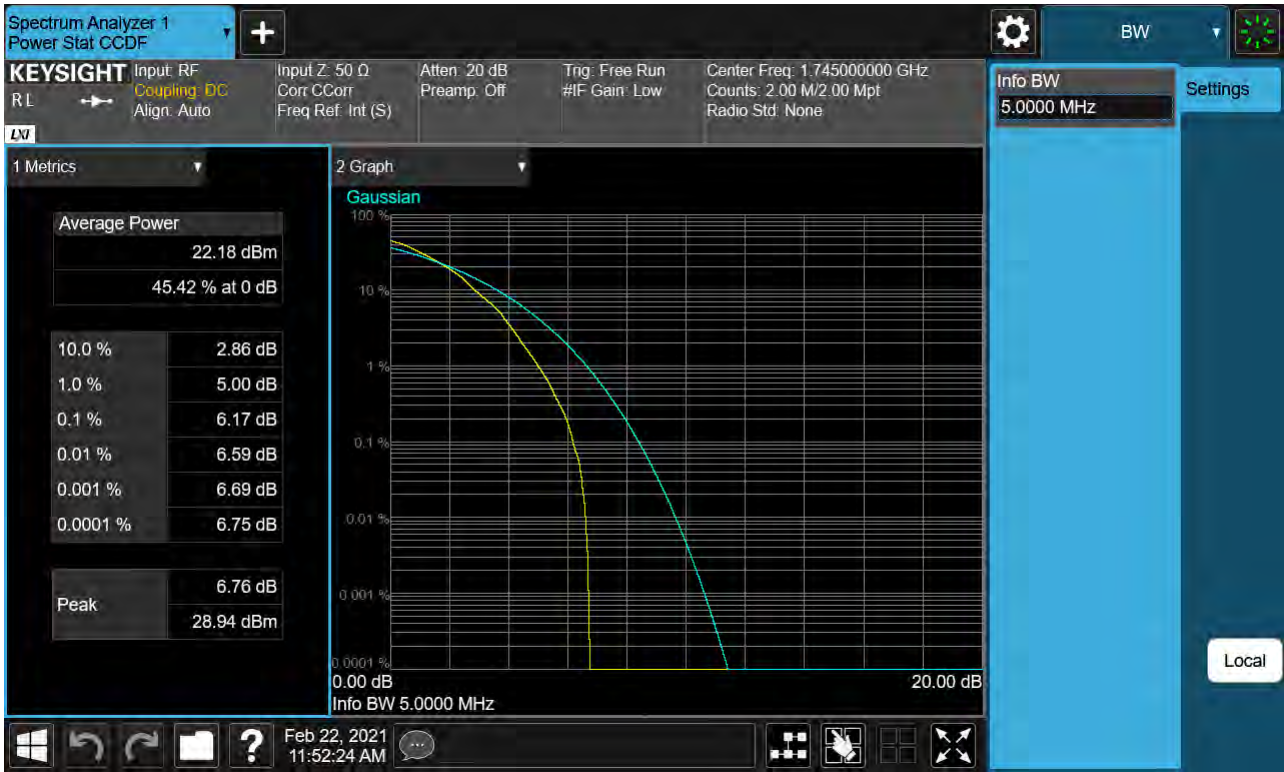 Spectrum Analyzer 1
Power Stat CCDF
BW
KEYSIGHT
R L
LXI
Input: RF
Coupling: DC
Align: Auto
Input Z: 50 Ω
Corr CCorr
Freq Ref: Int (S)
Atten: 20 dB
Preamp: Off
Trig: Free Run
#IF Gain: Low
Center Freq: 1.745000000 GHz
Counts: 2.00 M/2.00 Mpt
Radio Std: None
Info BW
5.0000 MHz
Settings
1 Metrics
Average Power
22.18 dBm
45.42 % at 0 dB
10.0 % 2.86 dB
1.0 % 5.00 dB
0.1 % 6.17 dB
0.01 % 6.59 dB
0.001 % 6.69 dB
0.0001 % 6.75 dB
Peak
6.76 dB
28.94 dBm
2 Graph
Gaussian
100 %
10 %
1 %
0.1 %
0.01 %
0.001 %
0.0001 %
0.00 dB 20.00 dB
Info BW 5.0000 MHz
Local
?
Feb 22, 2021
11:52:24 AM